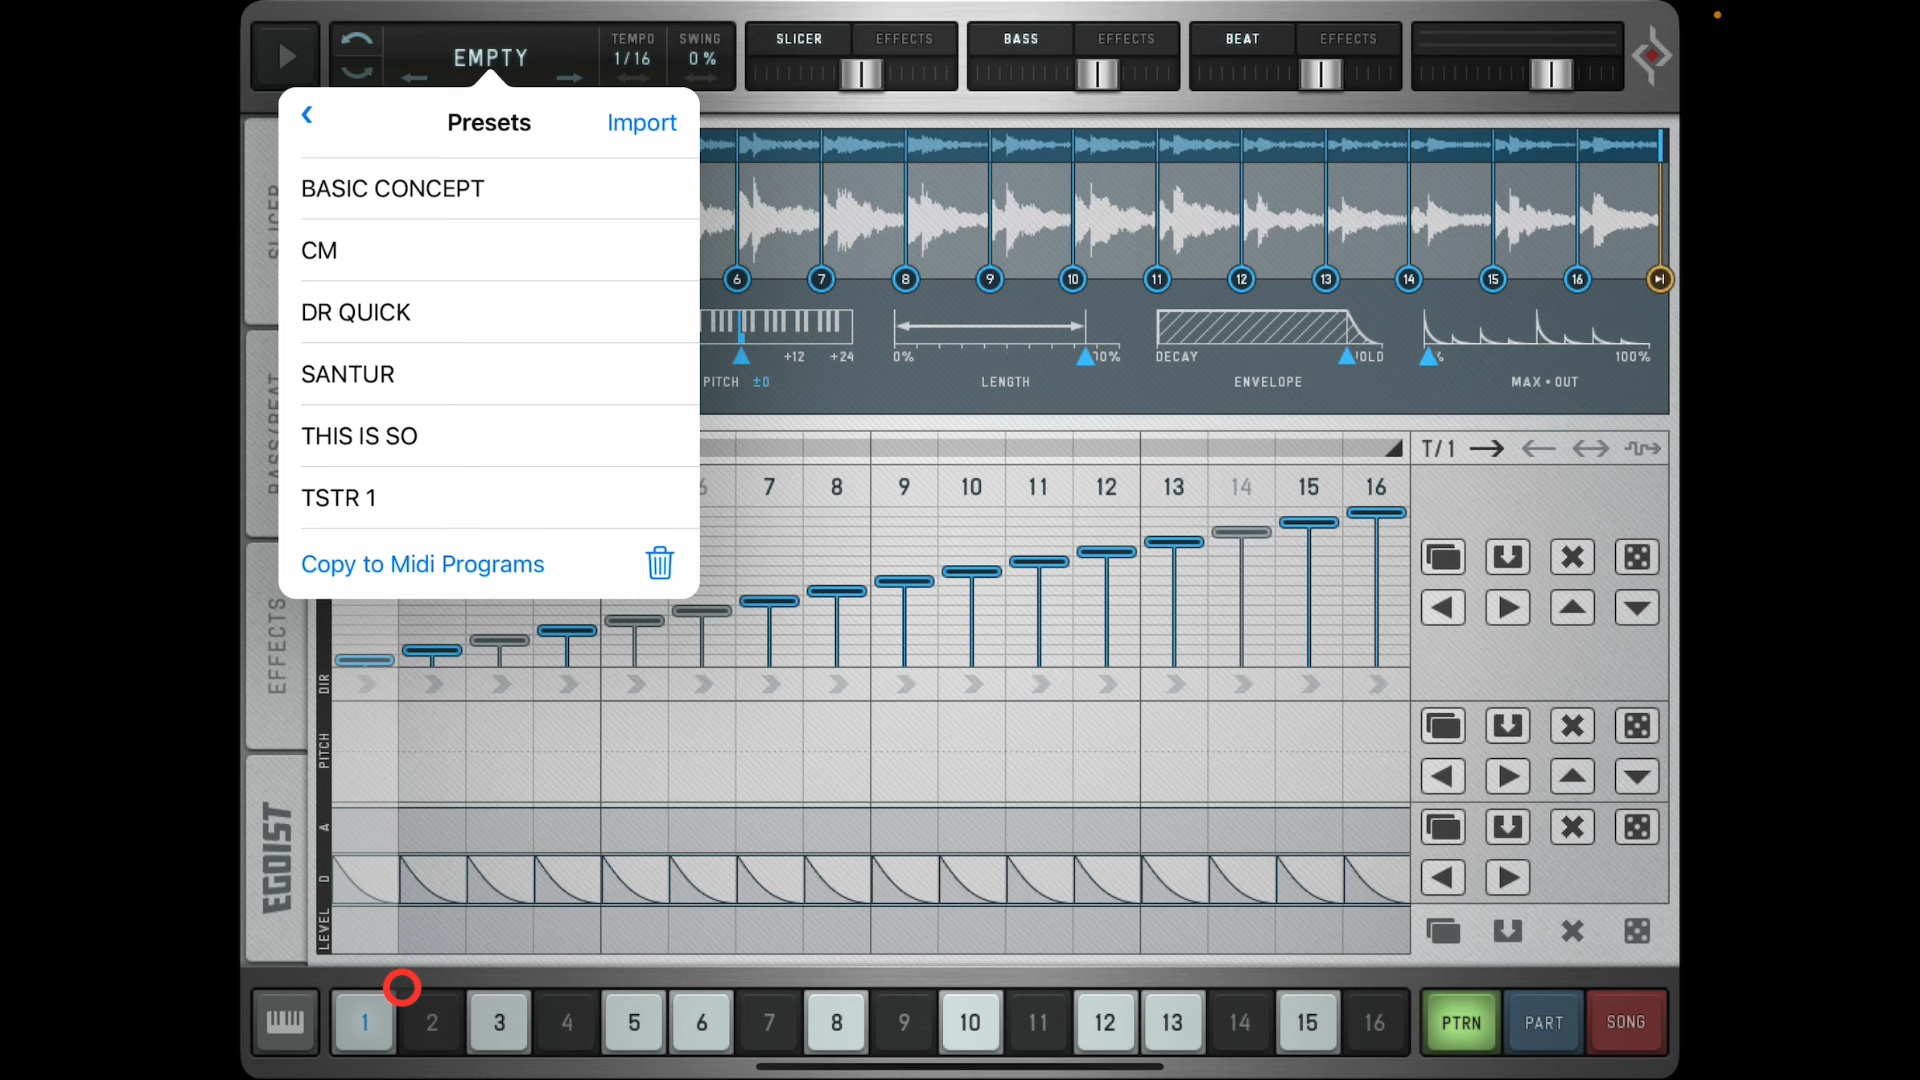 EMPTY
TEMPO
1/16
SWING
0 %
SLICER
EFFECTS
BASS
EFFECTS
BEAT
EFFECTS
Presets
Import
BASIC CONCEPT
CM
DR QUICK
SANTUR
THIS IS SO
TSTR 1
Copy to Midi Programs
SLICER
BASS/BEAT
EFFECTS
EGOIST
6 7 8 9 10 11 12 13 14 15 16
+12 +24
PITCH ±0
0%
LENGTH
DECAY
ENVELOPE
100%
MAX • OUT
T/1
6 7 8 9 10 11 12 13 14 15 16
DIR
PITCH
A
D
LEVEL
1 2 3 4 5 6 7 8 9 10 11 12 13 14 15 16
PTRN
PART
SONG